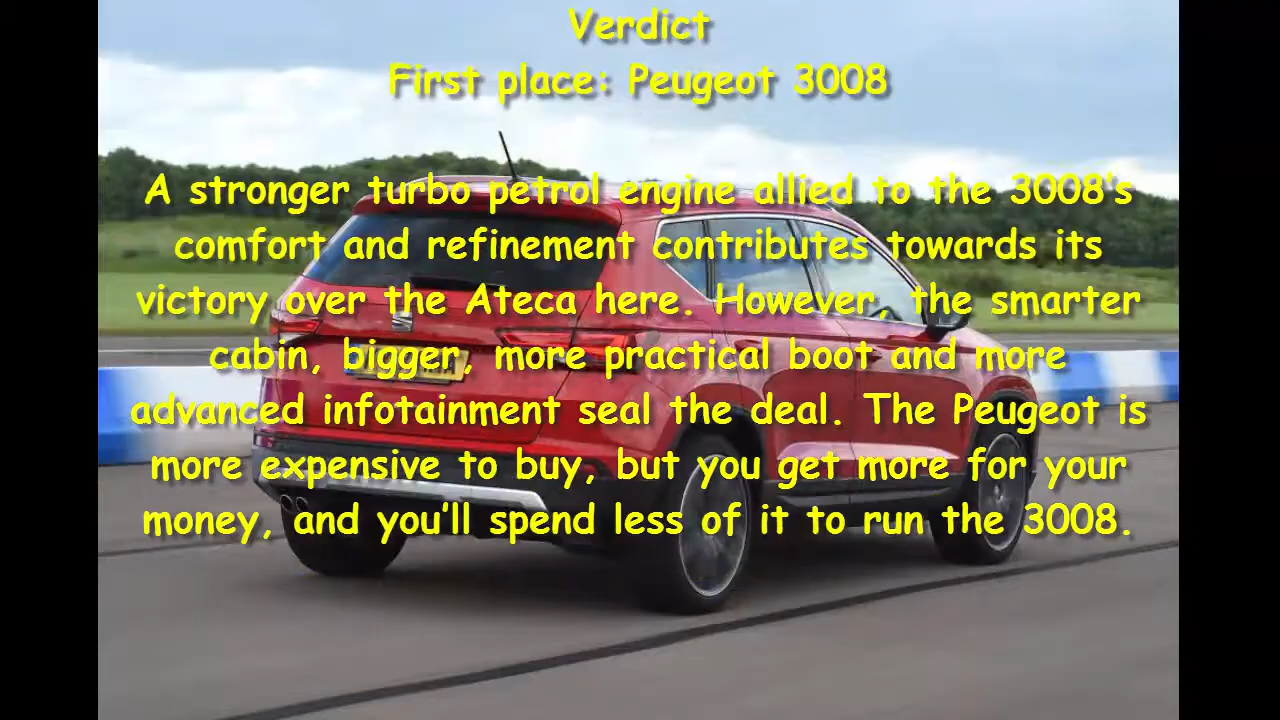 Verdict
First place: Peugeot 3008
A stronger turbo petrol engine allied to the 3008's
comfort and refinement contributes towards its
victory over the Ateca here. However, the smarter
cabin, bigger, more practical boot and more
advanced infotainment seal the deal. The Peugeot is
more expensive to buy, but you get more for your
money, and you'll spend less of it to run the 3008.